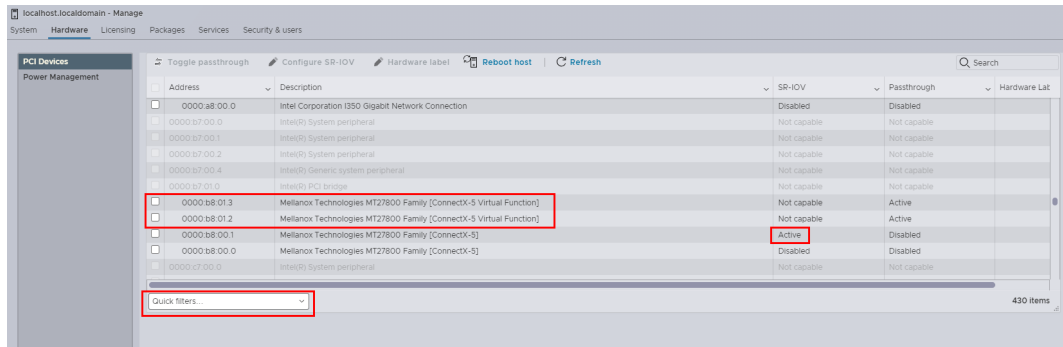 localhost.localdomain - Manage
System Hardware Licensing Packages Services Security & users
PCI Devices
Power Management
Toggle passthrough Configure SR-IOV Hardware label Reboot host | Refresh Search
Address Description SR-IOV Passthrough Hardware Lab
0000:a8:00.0 Intel Corporation I350 Gigabit Network Connection Disabled Disabled
0000:b7:00.0 Intel(R) System peripheral Not capable Not capable
0000:b7:00.1 Intel(R) System peripheral Not capable Not capable
0000:b7:00.2 Intel(R) System peripheral Not capable Not capable
0000:b7:00.4 Intel(R) Generic system peripheral Not capable Not capable
0000:b7:01.0 Intel(R) PCI bridge Not capable Not capable
0000:b8:01.3 Mellanox Technologies MT27800 Family [ConnectX-5 Virtual Function] Not capable Active
0000:b8:01.2 Mellanox Technologies MT27800 Family [ConnectX-5 Virtual Function] Not capable Active
0000:b8:00.1 Mellanox Technologies MT27800 Family [ConnectX-5] Active Disabled
0000:b8:00.0 Mellanox Technologies MT27800 Family [ConnectX-5] Disabled Disabled
0000:c7:00.0 Intel(R) System peripheral Not capable Not capable
Quick filters... 430 items